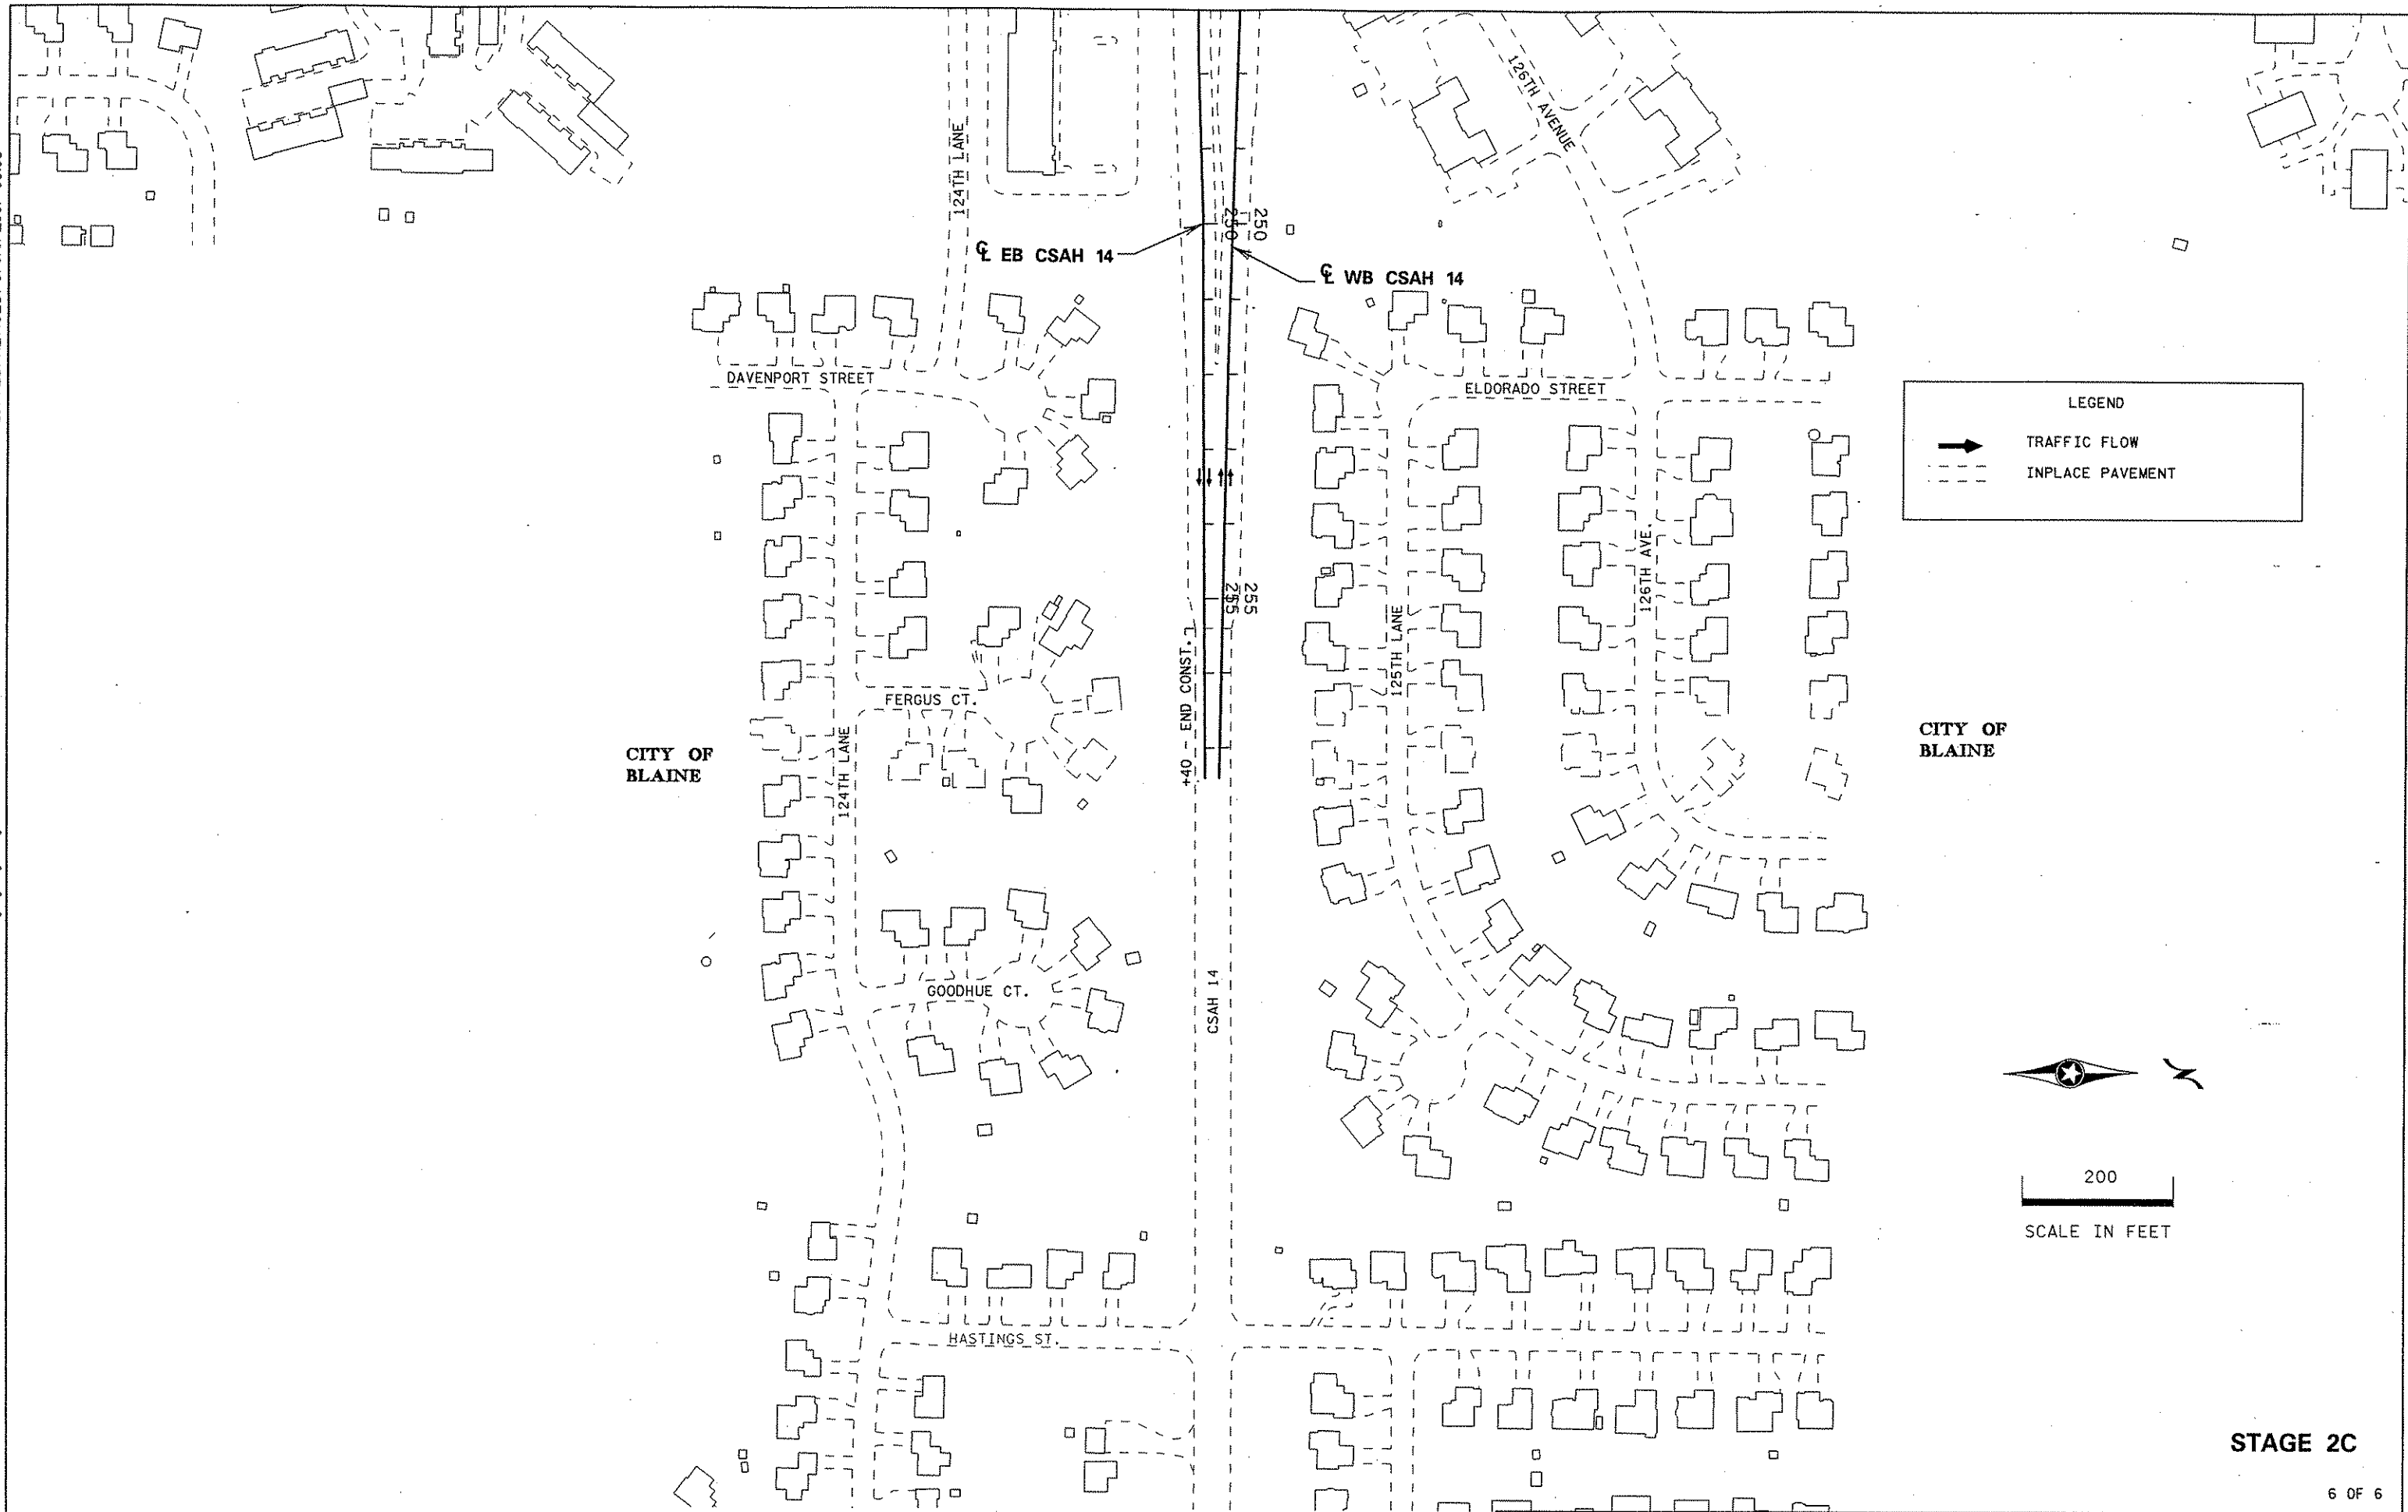 126TH AVENUE
124TH LANE
250
250
℄ EB CSAH 14
℄ WB CSAH 14
DAVENPORT STREET
ELDORADO STREET
LEGEND
TRAFFIC FLOW
INPLACE PAVEMENT
126TH AVE.
255
255
125TH LANE
+40 - END CONST.
FERGUS CT.
124TH LANE
CITY OF
BLAINE
CITY OF
BLAINE
GOODHUE CT.
CSAH 14
N
200
SCALE IN FEET
HASTINGS ST.
STAGE 2C
6 OF 6